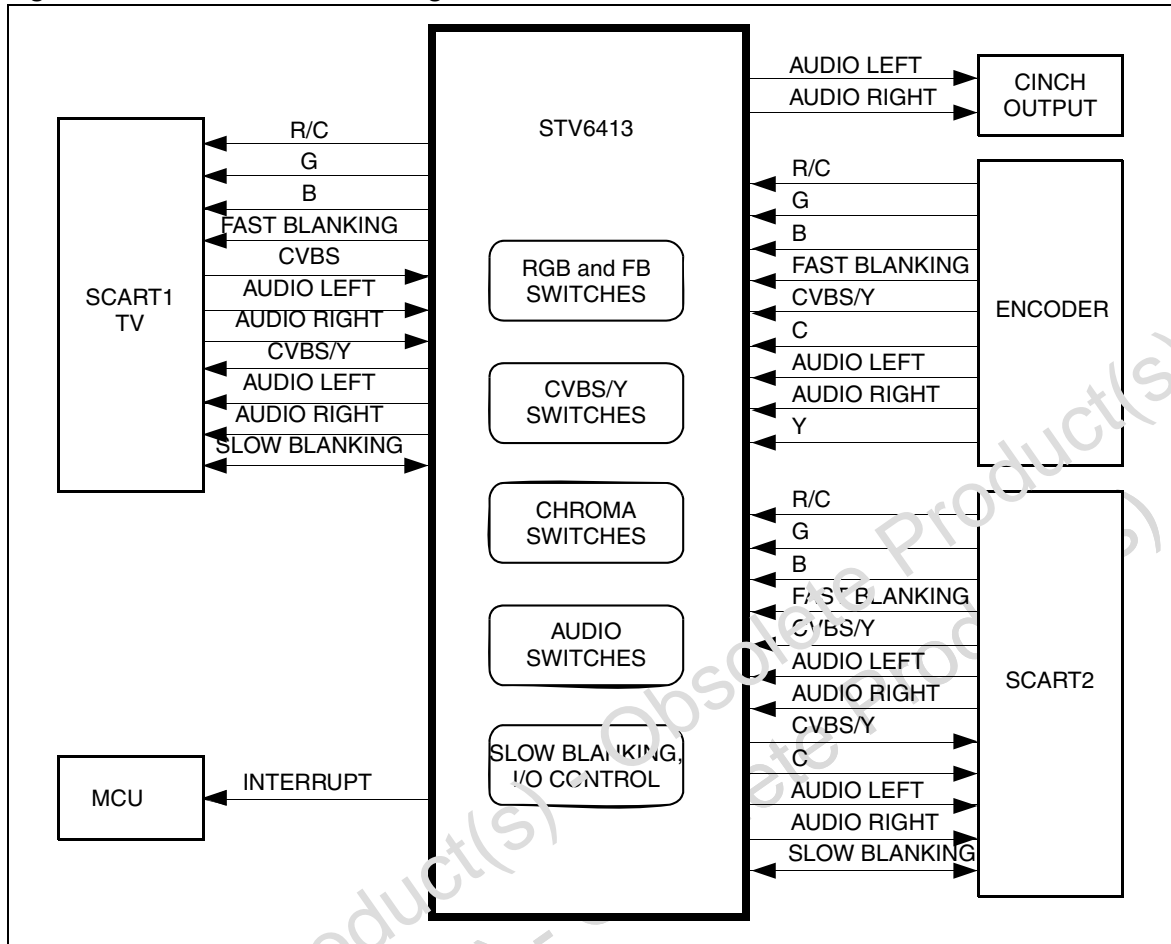 STV6413
R/C
G
B
FAST BLANKING
CVBS
AUDIO LEFT
AUDIO RIGHT
CVBS/Y
AUDIO LEFT
AUDIO RIGHT
SLOW BLANKING
SCART1
TV
MCU
INTERRUPT
RGB and FB
SWITCHES
CVBS/Y
SWITCHES
CHROMA
SWITCHES
AUDIO
SWITCHES
SLOW BLANKING,
I/O CONTROL
AUDIO LEFT
AUDIO RIGHT
CINCH
OUTPUT
R/C
G
B
FAST BLANKING
CVBS/Y
C
AUDIO LEFT
AUDIO RIGHT
Y
ENCODER
R/C
G
B
FAST BLANKING
CVBS/Y
AUDIO LEFT
AUDIO RIGHT
CVBS/Y
C
AUDIO LEFT
AUDIO RIGHT
SLOW BLANKING
SCART2
Product(s) - Obsolete Product(s)
- Obsolete Product(s)